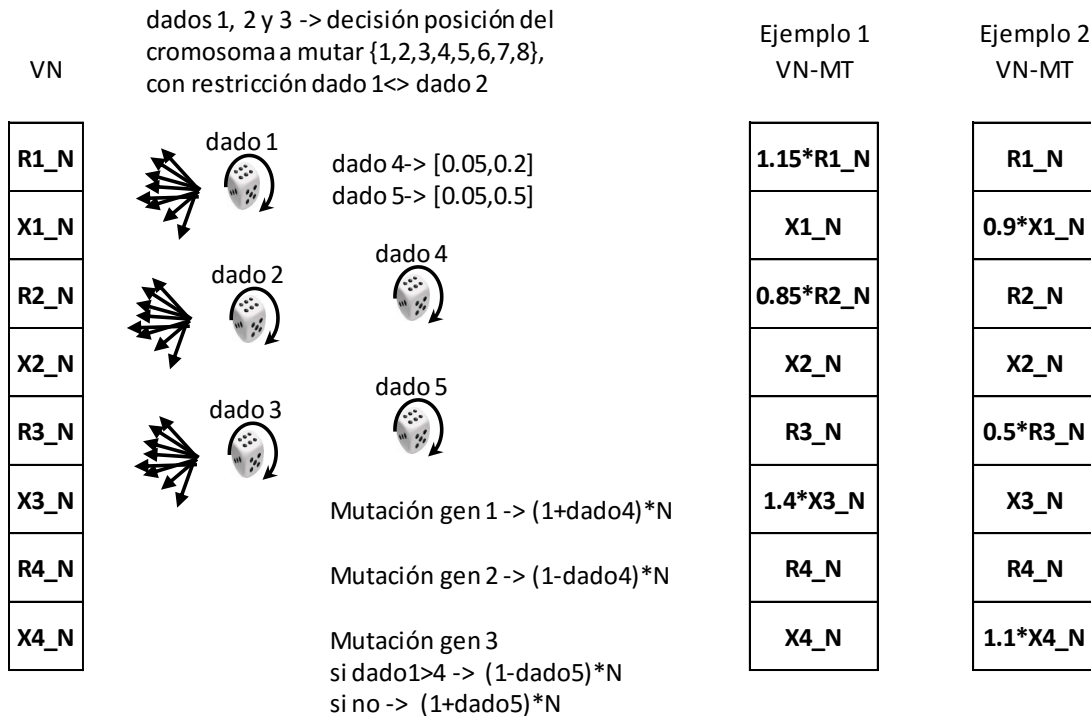 dados 1, 2 y 3 -> decisión posición del
cromosoma a mutar {1,2,3,4,5,6,7,8},
con restricción dado 1<> dado 2
VN
Ejemplo 1
VN-MT
Ejemplo 2
VN-MT
R1_N
X1_N
R2_N
X2_N
R3_N
X3_N
R4_N
X4_N
dado 1
dado 2
dado 3
dado 4-> [0.05,0.2]
dado 5-> [0.05,0.5]
dado 4
dado 5
Mutación gen 1 -> (1+dado4)*N
Mutación gen 2 -> (1-dado4)*N
Mutación gen 3
si dado1>4 -> (1-dado5)*N
si no -> (1+dado5)*N
1.15*R1_N
X1_N
0.85*R2_N
X2_N
R3_N
1.4*X3_N
R4_N
X4_N
R1_N
0.9*X1_N
R2_N
X2_N
0.5*R3_N
X3_N
R4_N
1.1*X4_N